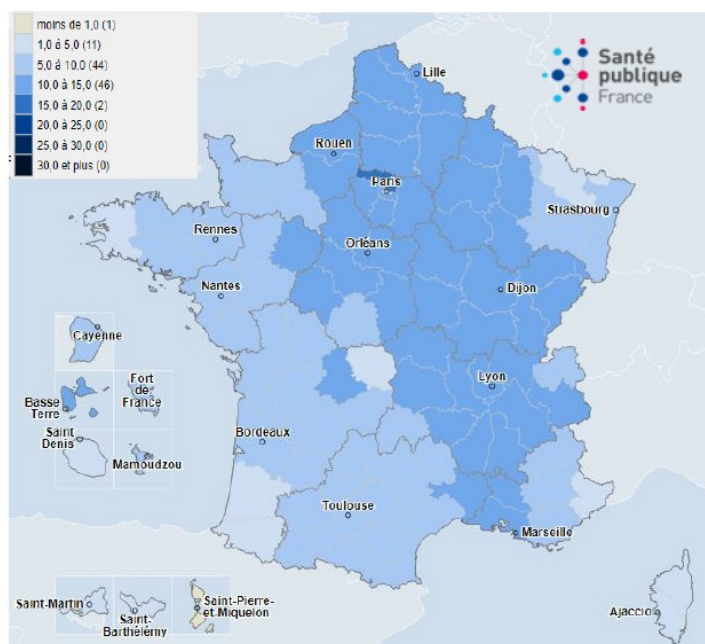 moins de 1,0 (1)
1,0 à 5,0 (11)
5,0 à 10,0 (44)
10,0 à 15,0 (46)
15,0 à 20,0 (2)
20,0 à 25,0 (0)
25,0 à 30,0 (0)
30,0 et plus (0)
Santé
publique
France
Lille
Rouen
Paris
Strasbourg
Rennes
Orléans
Nantes
Dijon
Cayenne
Lyon
Fort
de
France
Basse
Terre
Saint
Denis
Bordeaux
Mamoudzou
Toulouse
Marseille
Saint-Martin
Saint-
Barthélémy
Saint-Pierre
et-Miquelon
Ajaccio